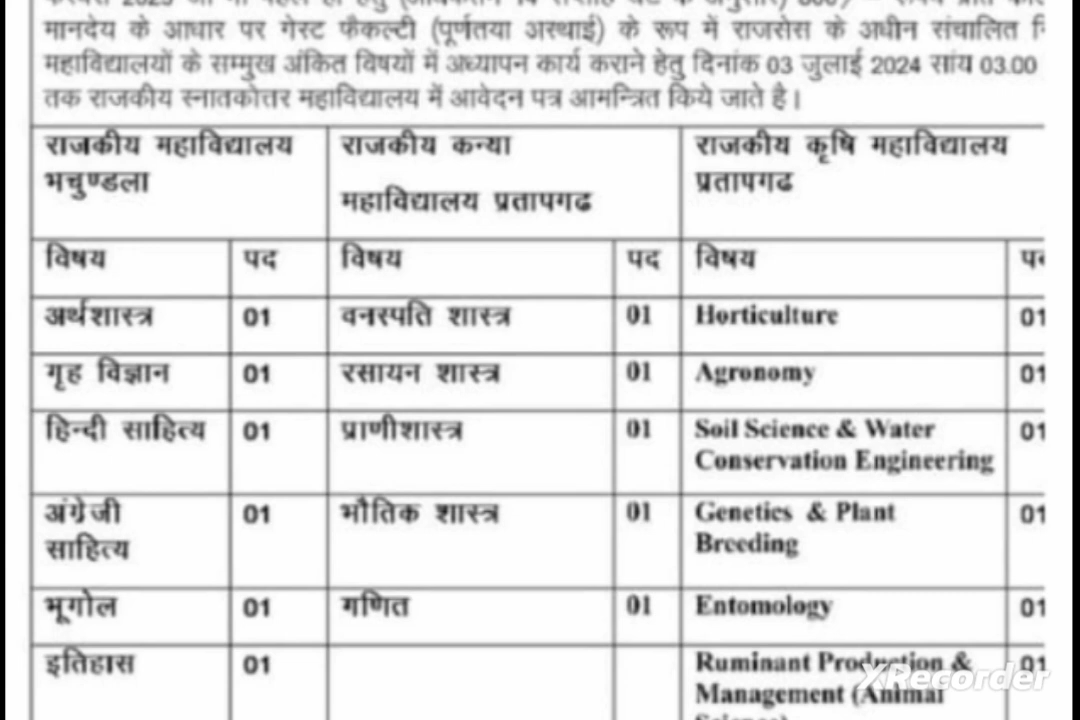 मानदेय के आधार पर गेस्ट फेकल्टी (पूर्णतया अस्थाई) के रूप में राजसेस के अधीन संचालित
महाविद्यालयों के सम्मुख अंकित विषयों में अध्यापन कार्य कराने हेतु दिनांक 03 जुलाई 2024 सांय 03.00
तक राजकीय स्नातकोत्तर महाविद्यालय में आवेदन पत्र आमन्त्रित किये जाते है।
राजकीय महाविद्यालय भचुण्डला राजकीय कन्या महाविद्यालय प्रतापगढ राजकीय कृषि महाविद्यालय प्रतापगढ
विषय पद विषय पद विषय
अर्थशास्त्र 01 वनस्पति शास्त्र 01 Horticulture 01
गृह विज्ञान 01 रसायन शास्त्र 01 Agronomy 01
हिन्दी साहित्य 01 प्राणीशास्त्र 01 Soil Science & Water Conservation Engineering 01
अंग्रेजी साहित्य 01 भौतिक शास्त्र 01 Genetics & Plant Breeding 01
भूगोल 01 गणित 01 Entomology 01
इतिहास 01 Ruminant Production & Management (Animal 01
XRecorder